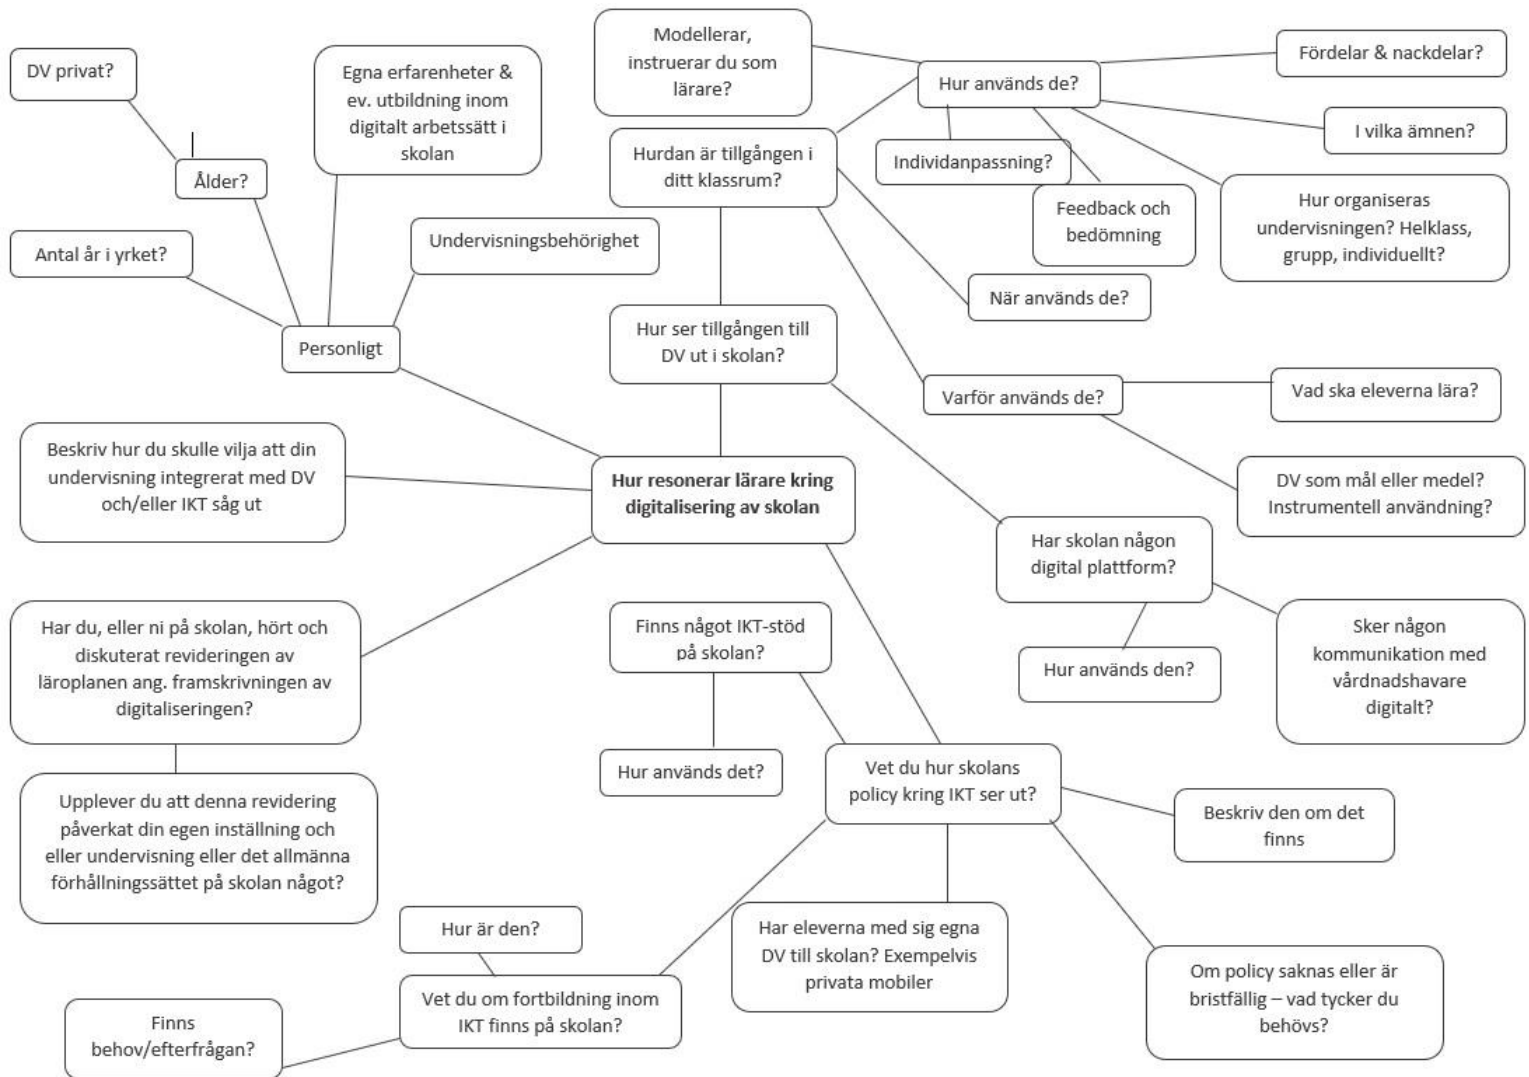 Modellerar,
instruerar du som
lärare?
Fördelar & nackdelar?
DV privat?
Egna erfarenheter &
ev. utbildning inom
digitalt arbetssätt i
skolan
Hur används de?
I vilka ämnen?
Hurdan är tillgången i
ditt klassrum?
Individanpassning?
Ålder?
Feedback och
bedömning
Hur organiseras
undervisningen? Helklass,
grupp, individuellt?
Antal år i yrket?
Undervisningsbehörighet
När används de?
Personligt
Hur ser tillgången till
DV ut i skolan?
Varför används de?
Vad ska eleverna lära?
Beskriv hur du skulle vilja att din
undervisning integrerat med DV
och/eller IKT såg ut
Hur resonerar lärare kring
digitalisering av skolan
DV som mål eller medel?
Instrumentell användning?
Har skolan någon
digital plattform?
Har du, eller ni på skolan, hört och
diskuterat revideringen av
läroplanen ang. framskrivningen av
digitaliseringen?
Finns något IKT-stöd
på skolan?
Hur används den?
Sker någon
kommunikation med
vårdnadshavare
digitalt?
Hur används det?
Vet du hur skolans
policy kring IKT ser ut?
Upplever du att denna revidering
påverkat din egen inställning och
eller undervisning eller det allmänna
förhållningssättet på skolan något?
Beskriv den om det
finns
Hur är den?
Har eleverna med sig egna
DV till skolan? Exempelvis
privata mobiler
Om policy saknas eller är
bristfällig – vad tycker du
behövs?
Vet du om fortbildning inom
IKT finns på skolan?
Finns
behov/efterfrågan?